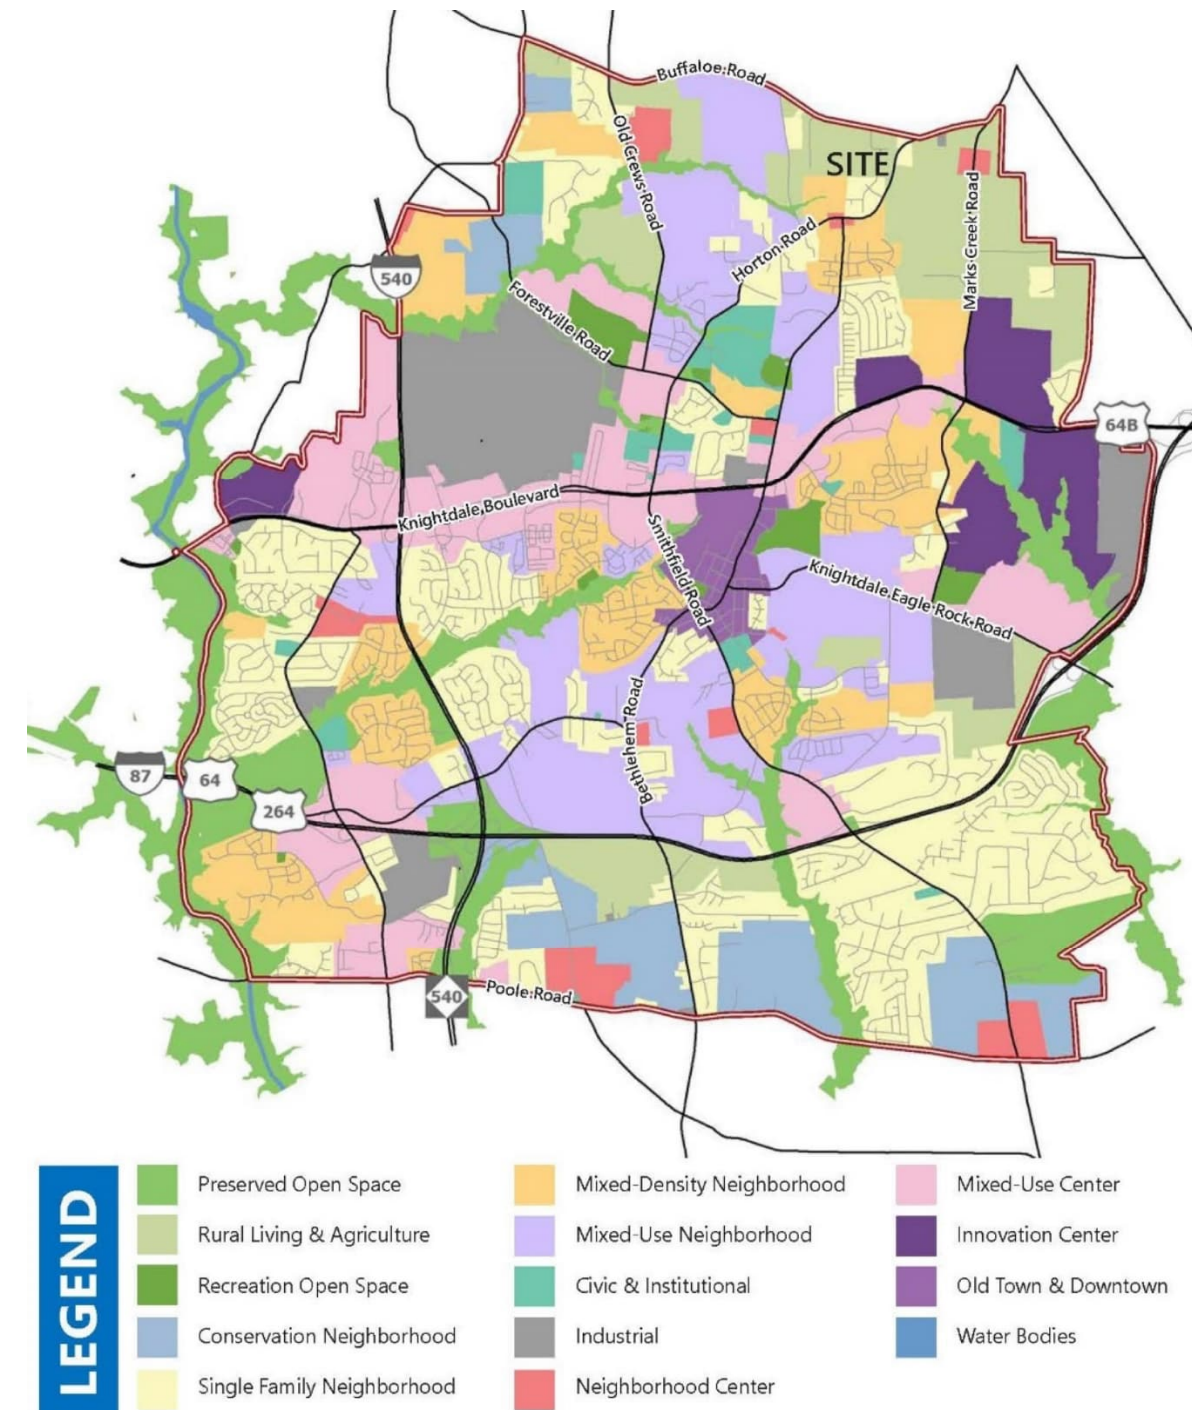 Buffaloe Road
Old Crews Road
SITE
Marks Creek Road
Horton Road
540
Forestville Road
64B
Knightdale Boulevard
Smithfield Road
Knightdale Eagle Rock Road
Bethlehem Road
87
64
264
540
Poole Road
LEGEND
Preserved Open Space
Rural Living & Agriculture
Recreation Open Space
Conservation Neighborhood
Single Family Neighborhood
Mixed-Density Neighborhood
Mixed-Use Neighborhood
Civic & Institutional
Industrial
Neighborhood Center
Mixed-Use Center
Innovation Center
Old Town & Downtown
Water Bodies